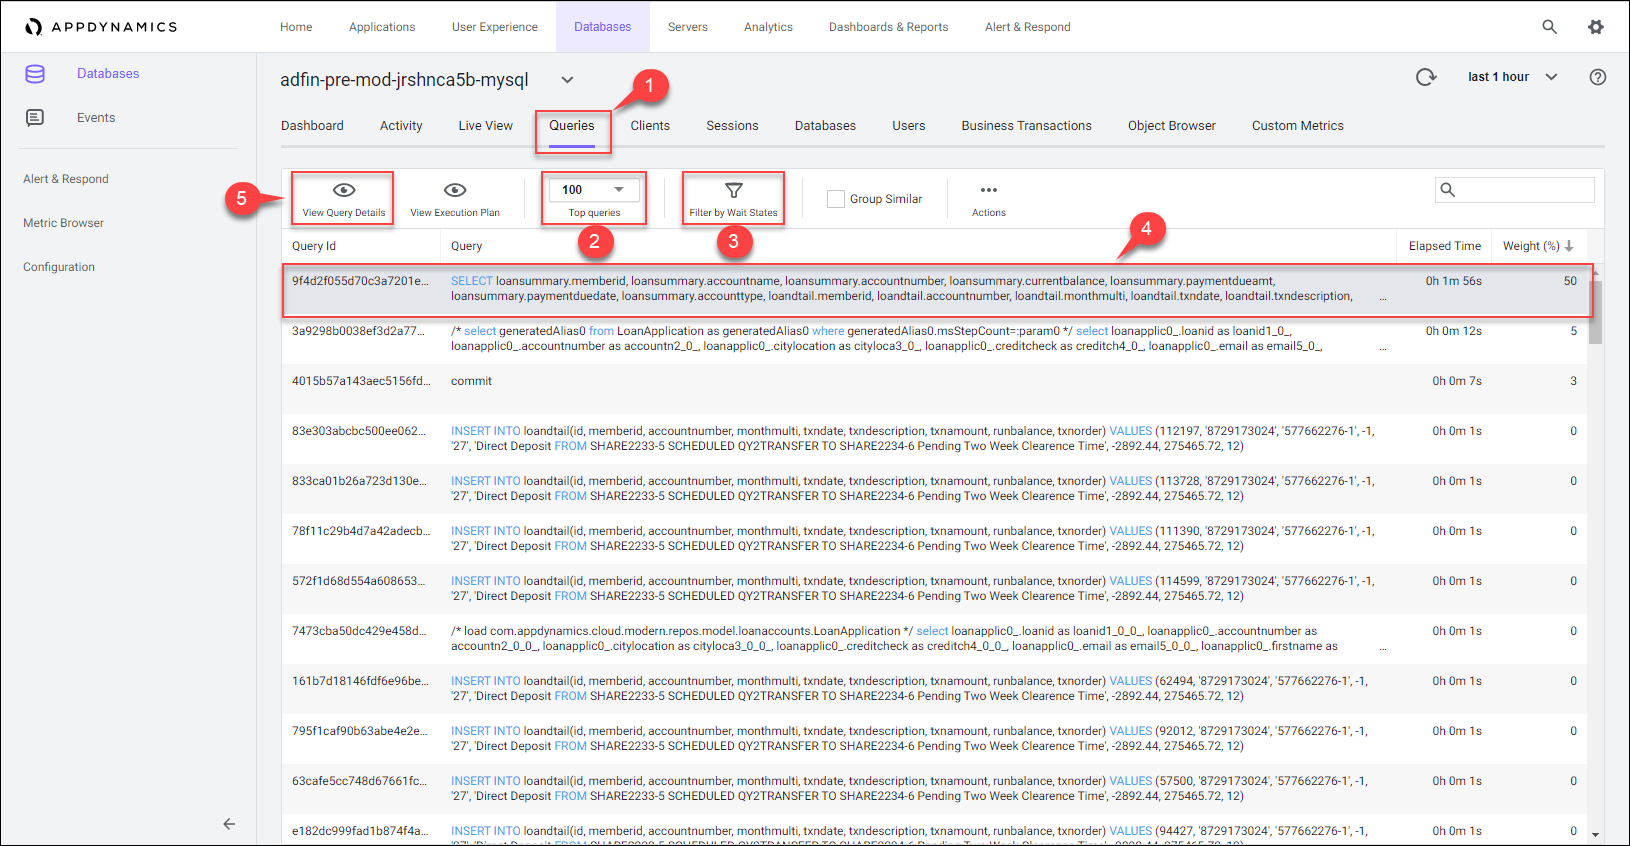 APPDYNAMICS
Home
Applications
User Experience
Databases
Servers
Analytics
Dashboards & Reports
Alert & Respond
Databases
Events
Alert & Respond
Metric Browser
Configuration
adfin-pre-mod-jrshnca5b-mysql
last 1 hour
1
Dashboard
Activity
Live View
Queries
Clients
Sessions
Databases
Users
Business Transactions
Object Browser
Custom Metrics
5
View Query Details
View Execution Plan
100
Top queries
Filter by Wait States
Group Similar
Actions
2
3
4
Query Id
Query
Elapsed Time
Weight (%)
9f4d2f055d70c3a7201e...
SELECT loansummary.memberid, loansummary.accountname, loansummary.accountnumber, loansummary.currentbalance, loansummary.paymentdueamt,
loansummary.paymentduedate, loansummary.accounttype, loandtail.memberid, loandtail.accountnumber, loandtail.monthmulti, loandtail.txndate, loandtail.txndescription, ...
0h 1m 56s
50
3a9298b0038ef3d2a77...
/* select generatedAlias0 from LoanApplication as generatedAlias0 where generatedAlias0.msStepCount=:param0 */ select loanapplic0_.loanid as loanid1_0_,
loanapplic0_.accountnumber as accountn2_0_, loanapplic0_.citylocation as cityloca3_0_, loanapplic0_.creditcheck as creditch4_0_, loanapplic0_.email as email5_0_, ...
0h 0m 12s
5
4015b57a143aec5156fd...
commit
0h 0m 7s
3
83e303abcbc500ee062...
INSERT INTO loandtail(id, memberid, accountnumber, monthmulti, txndate, txndescription, txnamount, runbalance, txnorder) VALUES (112197, '8729173024', '577662276-1', -1,
'27', 'Direct Deposit FROM SHARE2233-5 SCHEDULED QY2TRANSFER TO SHARE2234-6 Pending Two Week Clearence Time', -2892.44, 275465.72, 12)
0h 0m 1s
0
833ca01b26a723d130e...
INSERT INTO loandtail(id, memberid, accountnumber, monthmulti, txndate, txndescription, txnamount, runbalance, txnorder) VALUES (113728, '8729173024', '577662276-1', -1,
'27', 'Direct Deposit FROM SHARE2233-5 SCHEDULED QY2TRANSFER TO SHARE2234-6 Pending Two Week Clearence Time', -2892.44, 275465.72, 12)
0h 0m 1s
0
78f11c29b4d7a42adecb...
INSERT INTO loandtail(id, memberid, accountnumber, monthmulti, txndate, txndescription, txnamount, runbalance, txnorder) VALUES (111390, '8729173024', '577662276-1', -1,
'27', 'Direct Deposit FROM SHARE2233-5 SCHEDULED QY2TRANSFER TO SHARE2234-6 Pending Two Week Clearence Time', -2892.44, 275465.72, 12)
0h 0m 1s
0
572f1d68d554a608653...
INSERT INTO loandtail(id, memberid, accountnumber, monthmulti, txndate, txndescription, txnamount, runbalance, txnorder) VALUES (114599, '8729173024', '577662276-1', -1,
'27', 'Direct Deposit FROM SHARE2233-5 SCHEDULED QY2TRANSFER TO SHARE2234-6 Pending Two Week Clearence Time', -2892.44, 275465.72, 12)
0h 0m 1s
0
7473cba50dc429e458d...
/* load com.appdynamics.cloud.modern.repos.model.loanaccounts.LoanApplication */ select loanapplic0_.loanid as loanid1_0_0_, loanapplic0_.accountnumber as
accountn2_0_0_, loanapplic0_.citylocation as cityloca3_0_0_, loanapplic0_.creditcheck as creditch4_0_0_, loanapplic0_.email as email5_0_0_, loanapplic0_.firstname as ...
0h 0m 1s
0
161b7d18146fdf6e96be...
INSERT INTO loandtail(id, memberid, accountnumber, monthmulti, txndate, txndescription, txnamount, runbalance, txnorder) VALUES (62494, '8729173024', '577662276-1', -1,
'27', 'Direct Deposit FROM SHARE2233-5 SCHEDULED QY2TRANSFER TO SHARE2234-6 Pending Two Week Clearence Time', -2892.44, 275465.72, 12)
0h 0m 1s
0
795f1caf90b63abe4e2e...
INSERT INTO loandtail(id, memberid, accountnumber, monthmulti, txndate, txndescription, txnamount, runbalance, txnorder) VALUES (92012, '8729173024', '577662276-1', -1,
'27', 'Direct Deposit FROM SHARE2233-5 SCHEDULED QY2TRANSFER TO SHARE2234-6 Pending Two Week Clearence Time', -2892.44, 275465.72, 12)
0h 0m 1s
0
63cafe5cc748d67661fc...
INSERT INTO loandtail(id, memberid, accountnumber, monthmulti, txndate, txndescription, txnamount, runbalance, txnorder) VALUES (57500, '8729173024', '577662276-1', -1,
'27', 'Direct Deposit FROM SHARE2233-5 SCHEDULED QY2TRANSFER TO SHARE2234-6 Pending Two Week Clearence Time', -2892.44, 275465.72, 12)
0h 0m 1s
0
e182dc999fad1b874f4a...
INSERT INTO loandtail(id, memberid, accountnumber, monthmulti, txndate, txndescription, txnamount, runbalance, txnorder) VALUES (94427, '8729173024', '577662276-1', -1,
0h 0m 1s
0